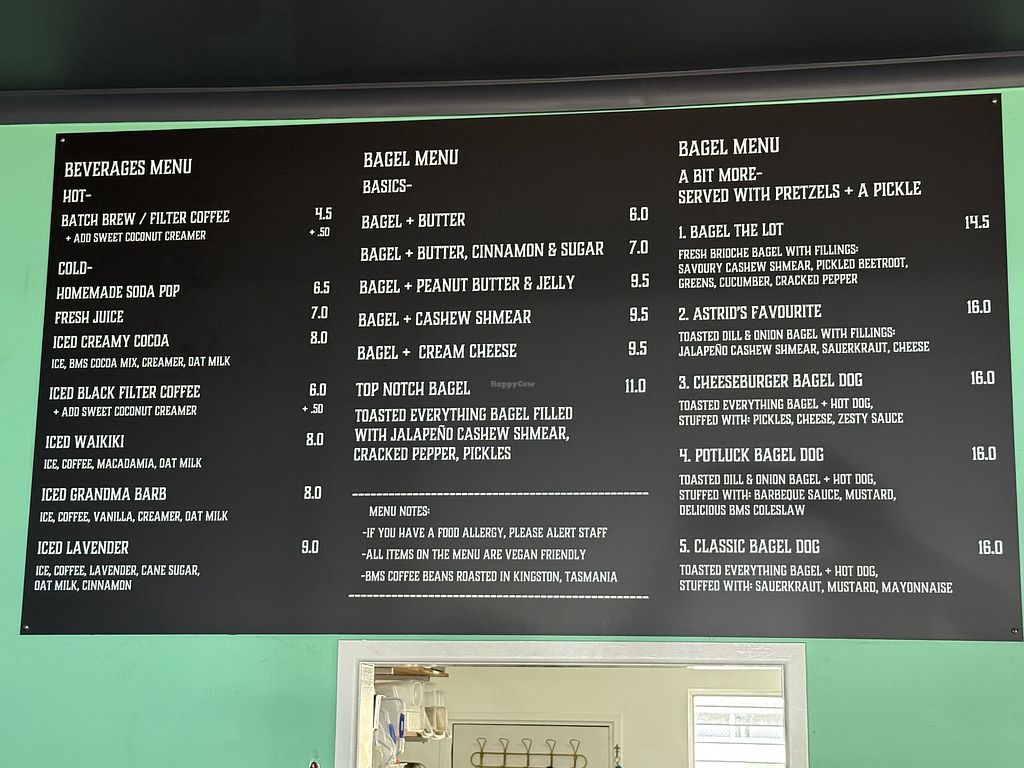 BEVERAGES MENU
HOT-
BATCH BREW / FILTER COFFEE 4.5
+ ADD SWEET COCONUT CREAMER + .50
COLD-
HOMEMADE SODA POP 6.5
FRESH JUICE 7.0
ICED CREAMY COCOA 8.0
ICE, BMS COCOA MIX, CREAMER, OAT MILK
ICED BLACK FILTER COFFEE 6.0
+ ADD SWEET COCONUT CREAMER + .50
ICED WAIKIKI 8.0
ICE, COFFEE, MACADAMIA, OAT MILK
ICED GRANDMA BARB 8.0
ICE, COFFEE, VANILLA, CREAMER, OAT MILK
ICED LAVENDER 9.0
ICE, COFFEE, LAVENDER, CANE SUGAR,
OAT MILK, CINNAMON
BAGEL MENU
BASICS-
BAGEL + BUTTER 6.0
BAGEL + BUTTER, CINNAMON & SUGAR 7.0
BAGEL + PEANUT BUTTER & JELLY 9.5
BAGEL + CASHEW SHMEAR 9.5
BAGEL + CREAM CHEESE 9.5
TOP NOTCH BAGEL 11.0
TOASTED EVERYTHING BAGEL FILLED
WITH JALAPEÑO CASHEW SHMEAR,
CRACKED PEPPER, PICKLES
MENU NOTES:
-IF YOU HAVE A FOOD ALLERGY, PLEASE ALERT STAFF
-ALL ITEMS ON THE MENU ARE VEGAN FRIENDLY
-BMS COFFEE BEANS ROASTED IN KINGSTON, TASMANIA
BAGEL MENU
A BIT MORE-
SERVED WITH PRETZELS + A PICKLE
1. BAGEL THE LOT 14.5
FRESH BRIOCHE BAGEL WITH FILLINGS:
SAVOURY CASHEW SHMEAR, PICKLED BEETROOT,
GREENS, CUCUMBER, CRACKED PEPPER
2. ASTRID'S FAVOURITE 16.0
TOASTED DILL & ONION BAGEL WITH FILLINGS:
JALAPEÑO CASHEW SHMEAR, SAUERKRAUT, CHEESE
3. CHEESEBURGER BAGEL DOG 16.0
TOASTED EVERYTHING BAGEL + HOT DOG,
STUFFED WITH: PICKLES, CHEESE, ZESTY SAUCE
4. POTLUCK BAGEL DOG 16.0
TOASTED DILL & ONION BAGEL + HOT DOG,
STUFFED WITH: BARBEQUE SAUCE, MUSTARD,
DELICIOUS BMS COLESLAW
5. CLASSIC BAGEL DOG 16.0
TOASTED EVERYTHING BAGEL + HOT DOG,
STUFFED WITH: SAUERKRAUT, MUSTARD, MAYONNAISE
HappyCow